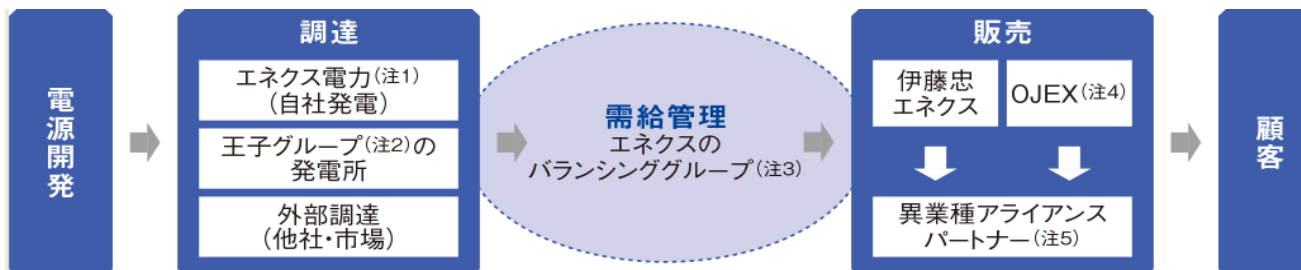 電源開発
調達
エネクス電力(注1)
(自社発電)
王子グループ(注2)の
発電所
外部調達
(他社・市場)
需給管理
エネクスの
バランシンググループ(注3)
販売
伊藤忠
エネクス
OJEX(注4)
異業種アライアンス
パートナー(注5)
顧客